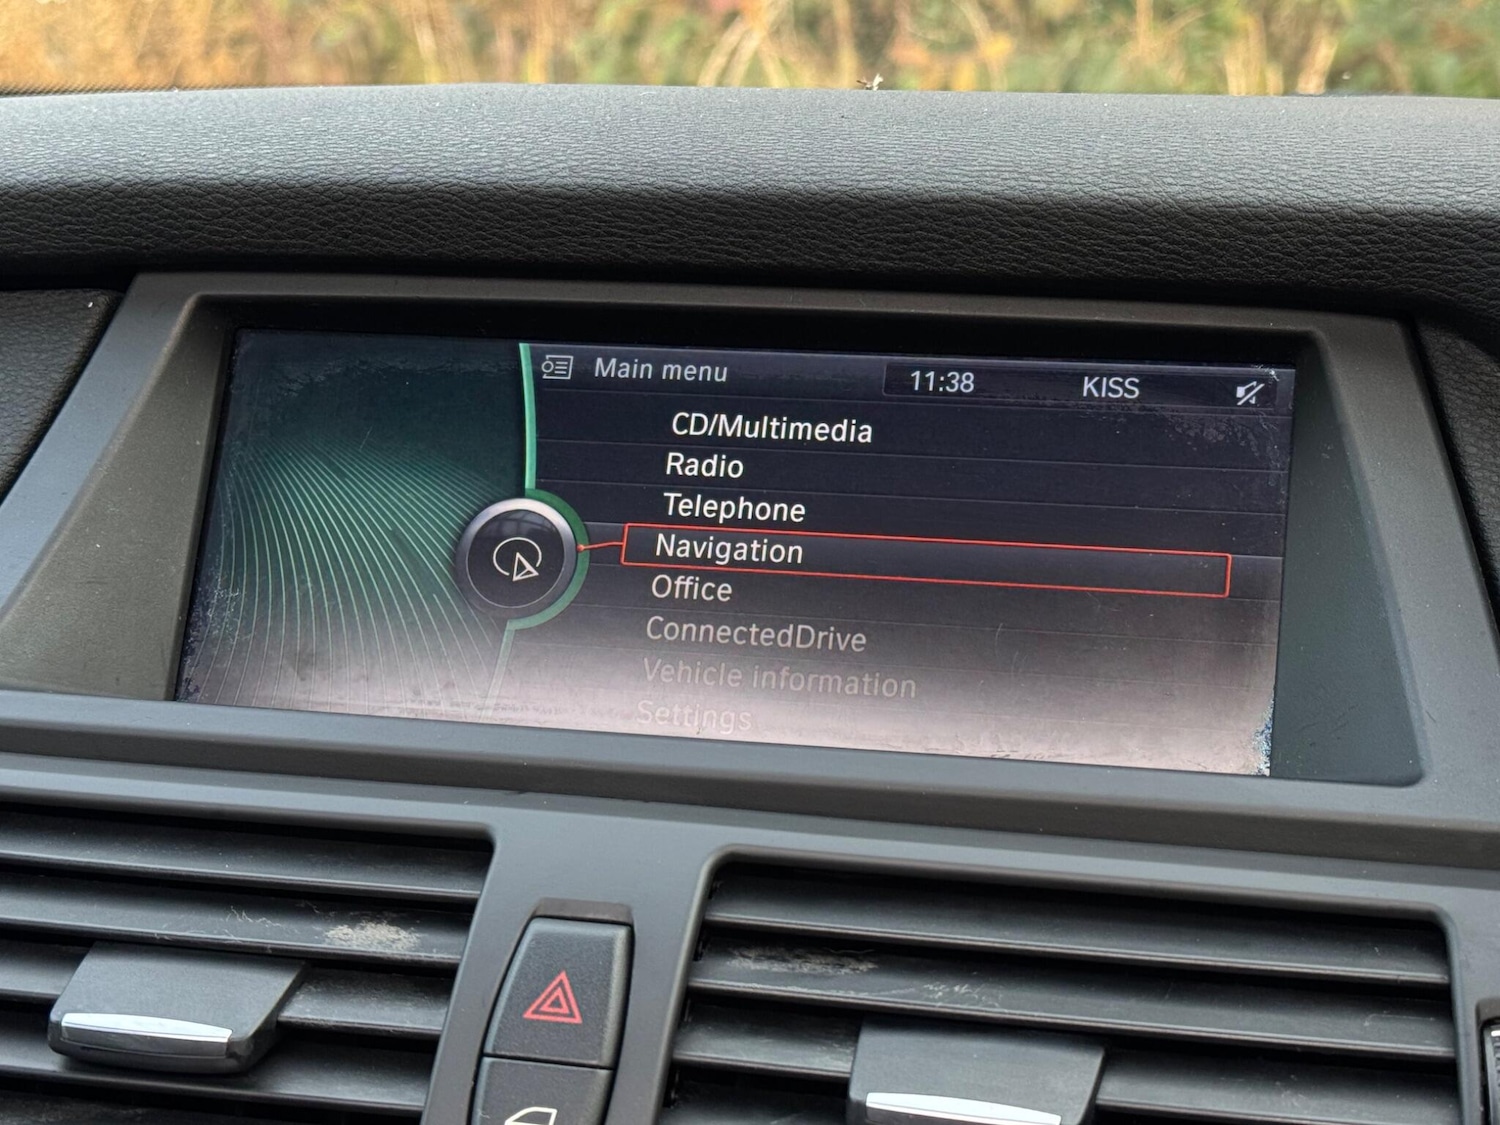 Main menu
11:38
KISS
CD/Multimedia
Radio
Telephone
Navigation
Office
ConnectedDrive
Vehicle information
Settings